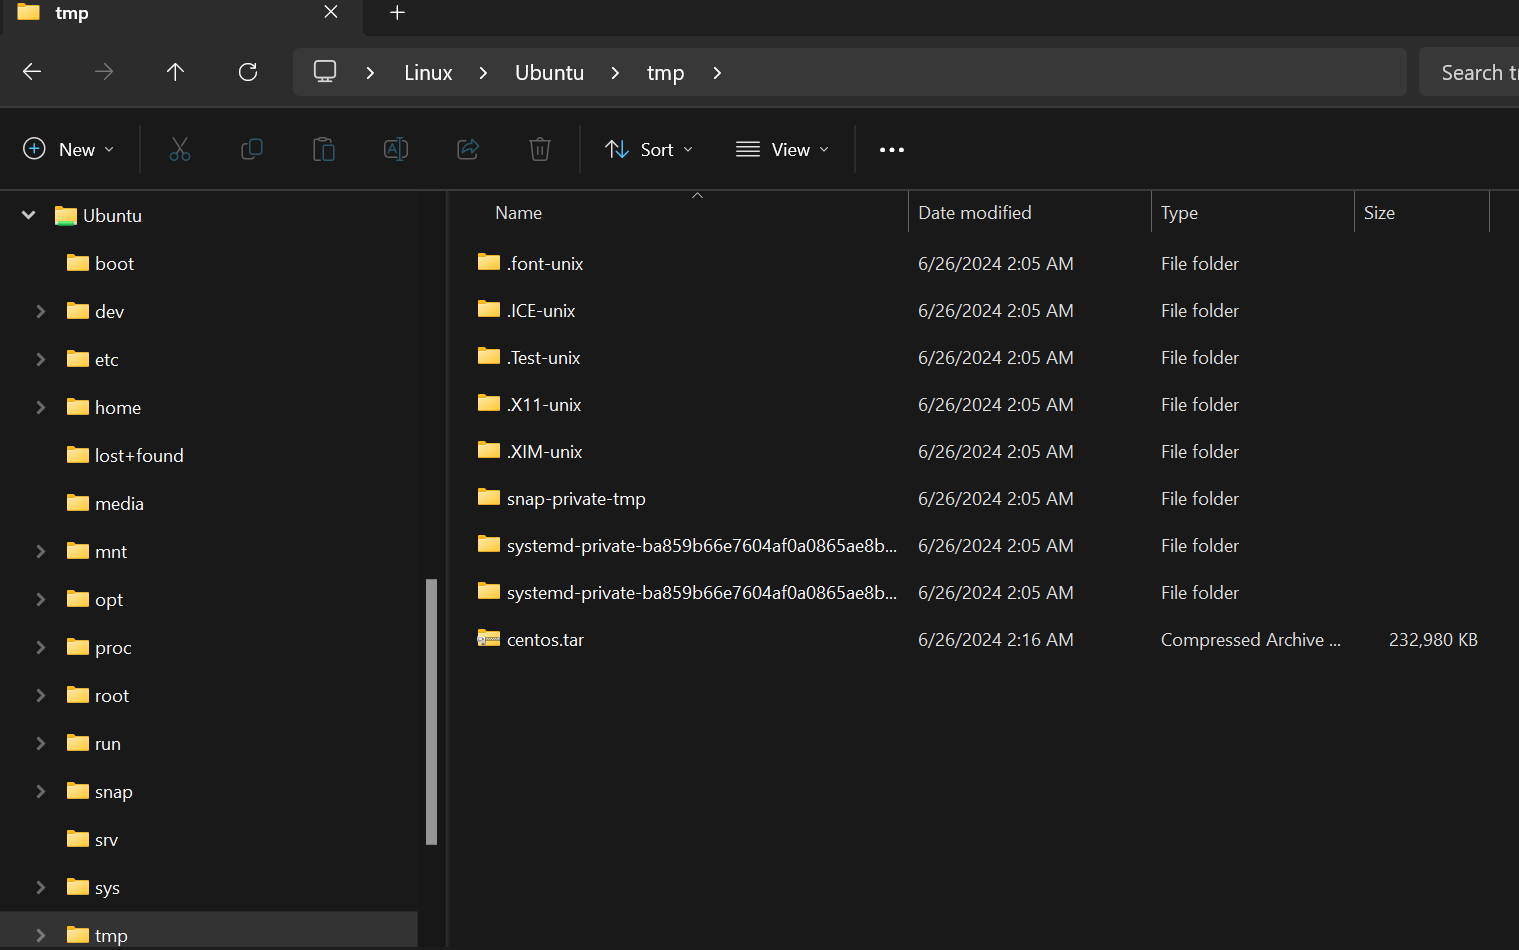 tmp
Linux > Ubuntu > tmp >
Search t
New
Sort
View
Ubuntu
boot
dev
etc
home
lost+found
media
mnt
opt
proc
root
run
snap
srv
sys
tmp
Name Date modified Type Size
.font-unix 6/26/2024 2:05 AM File folder
.ICE-unix 6/26/2024 2:05 AM File folder
.Test-unix 6/26/2024 2:05 AM File folder
.X11-unix 6/26/2024 2:05 AM File folder
.XIM-unix 6/26/2024 2:05 AM File folder
snap-private-tmp 6/26/2024 2:05 AM File folder
systemd-private-ba859b66e7604af0a0865ae8b... 6/26/2024 2:05 AM File folder
systemd-private-ba859b66e7604af0a0865ae8b... 6/26/2024 2:05 AM File folder
centos.tar 6/26/2024 2:16 AM Compressed Archive ... 232,980 KB